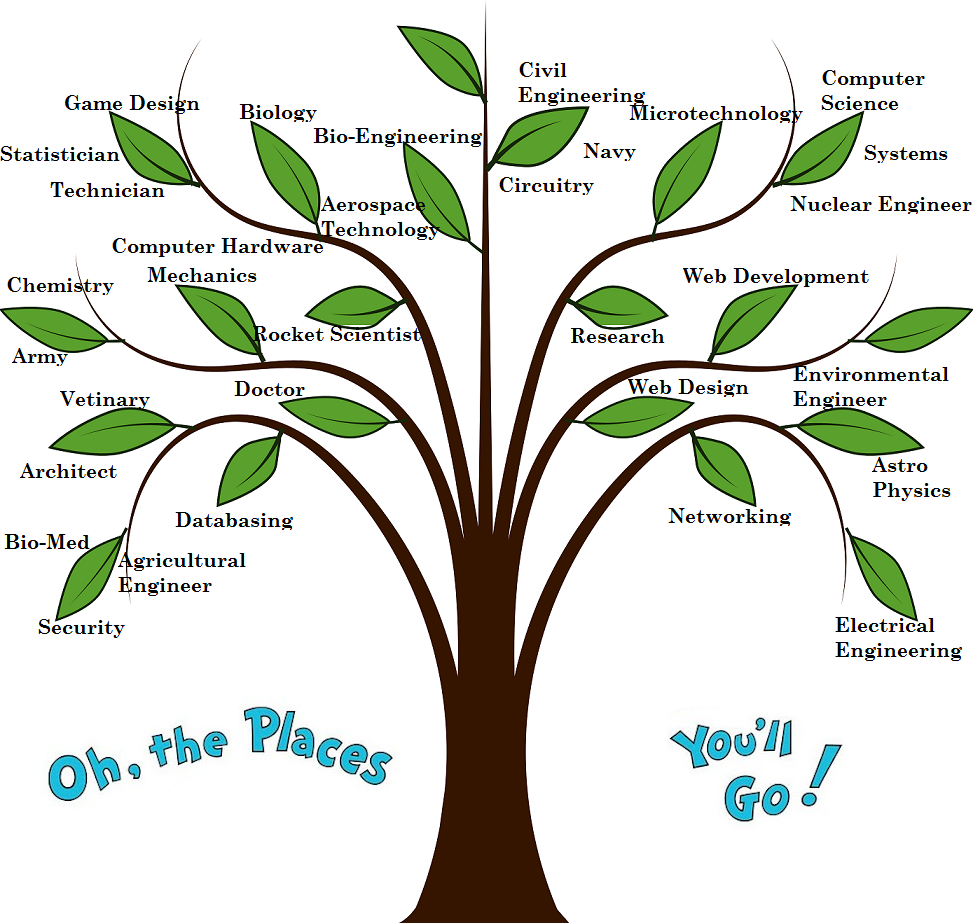 Civil
Engineering
Computer
Science
Game Design
Biology
Microtechnology
Bio-Engineering
Navy
Statistician
Systems
Technician
Circuitry
Aerospace
Technology
Nuclear Engineer
Computer Hardware
Mechanics
Web Development
Chemistry
Rocket Scientist
Research
Army
Doctor
Web Design
Environmental
Engineer
Vetinary
Architect
Astro
Physics
Databasing
Networking
Bio-Med
Agricultural
Engineer
Security
Electrical
Engineering
Oh, the Places
You'll
Go!